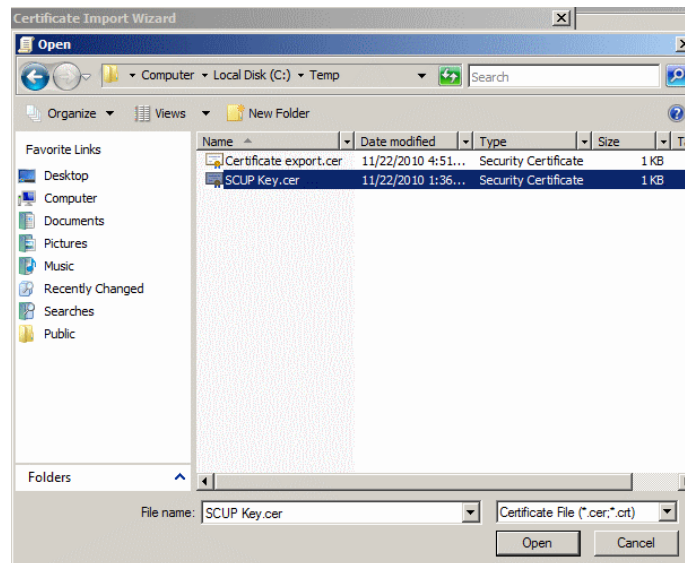 Certificate Import Wizard
Open
Computer Local Disk (C:) Temp Search
Organize Views New Folder
Favorite Links
Desktop
Computer
Documents
Pictures
Music
Recently Changed
Searches
Public
Folders
Name Date modified Type Size
Certificate export.cer 11/22/2010 4:51... Security Certificate 1 KB
SCUP Key.cer 11/22/2010 1:36... Security Certificate 1 KB
File name: SCUP Key.cer Certificate File (*.cer;*.crt)
Open Cancel